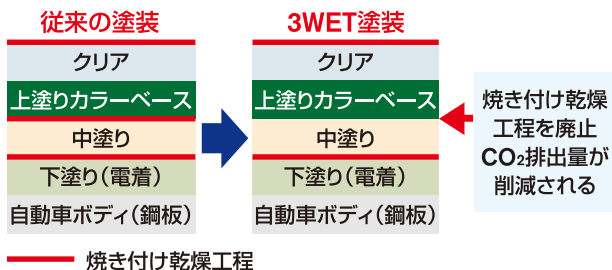 従来の塗装
クリア
上塗りカラーベース
中塗り
下塗り(電着)
自動車ボディ(鋼板)
3WET塗装
クリア
上塗りカラーベース
中塗り
下塗り(電着)
自動車ボディ(鋼板)
焼き付け乾燥
工程を廃止
CO₂排出量が
削減される
焼き付け乾燥工程